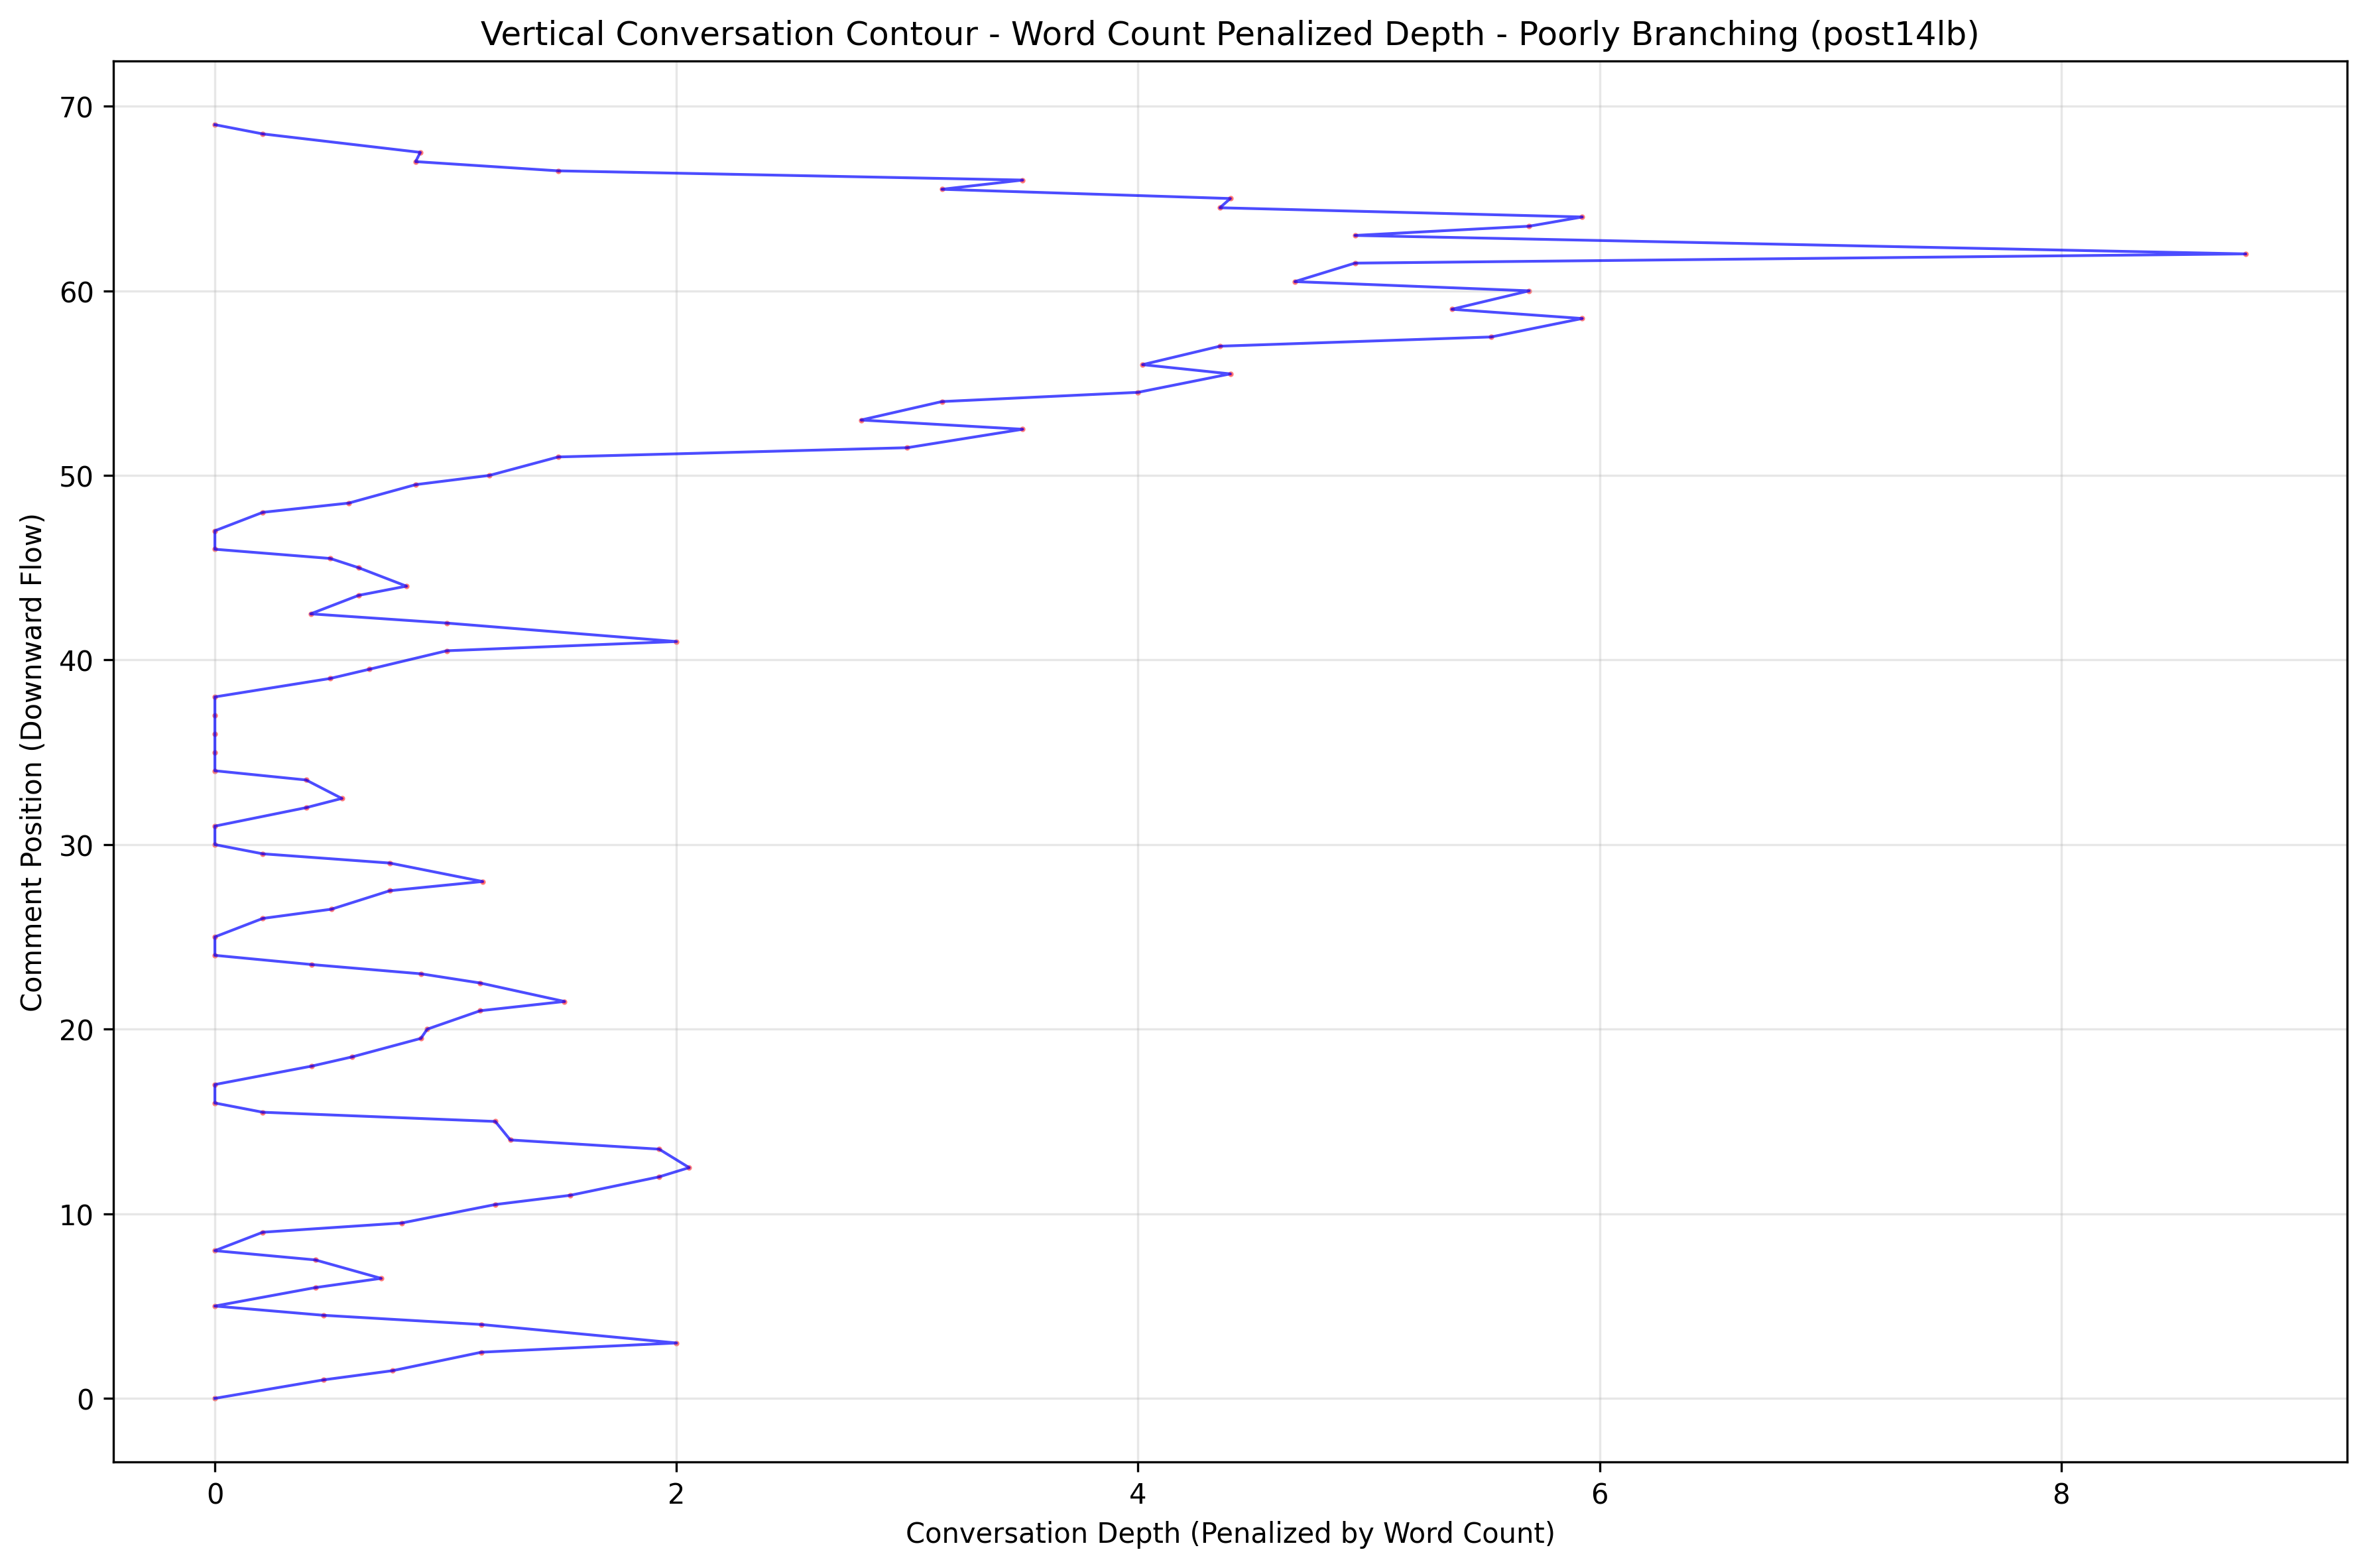 Vertical Conversation Contour - Word Count Penalized Depth - Poorly Branching (post14lb)
70
60
50
40
30
20
10
0
Comment Position (Downward Flow)
0 2 4 6 8
Conversation Depth (Penalized by Word Count)